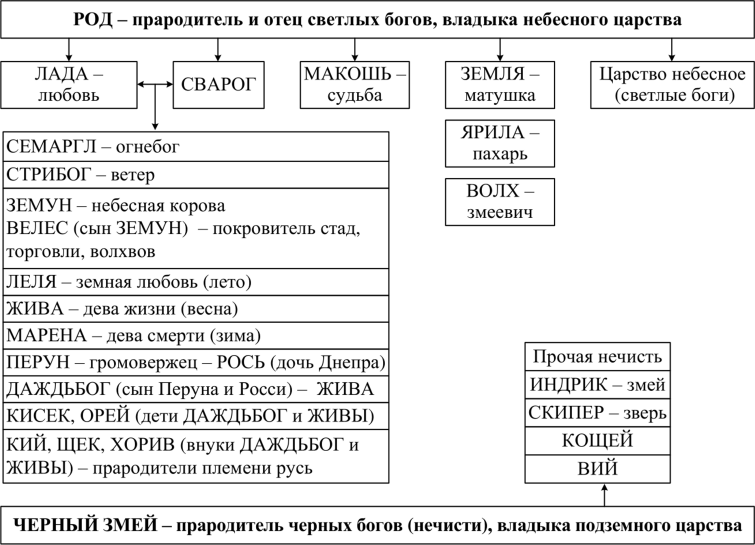 РОД – прародитель и отец светлых богов, владыка небесного царства
ЛАДА –
любовь
СВАРОГ
МАКОШЬ –
судьба
ЗЕМЛЯ –
матушка
Царство небесное
(светлые боги)
ЯРИЛА –
пахарь
ВОЛХ –
змеевич
СЕМАРГЛ – огнебог
СТРИБОГ – ветер
ЗЕМУН – небесная корова
ВЕЛЕС (сын ЗЕМУН) – покровитель стад,
торговли, волхвов
ЛЕЛЯ – земная любовь (лето)
ЖИВА – дева жизни (весна)
МАРЕНА – дева смерти (зима)
ПЕРУН – громовержец – РОСЬ (дочь Днепра)
ДАЖДЬБОГ (сын Перуна и Росси) – ЖИВА
КИСЕК, ОРЕЙ (дети ДАЖДЬБОГ и ЖИВЫ)
КИЙ, ЩЕК, ХОРИВ (внуки ДАЖДЬБОГ и
ЖИВЫ) – прародители племени русь
Прочая нечисть
ИНДРИК – змей
СКИПЕР – зверь
КОЩЕЙ
ВИЙ
ЧЕРНЫЙ ЗМЕЙ – прародитель черных богов (нечисти), владыка подземного царства